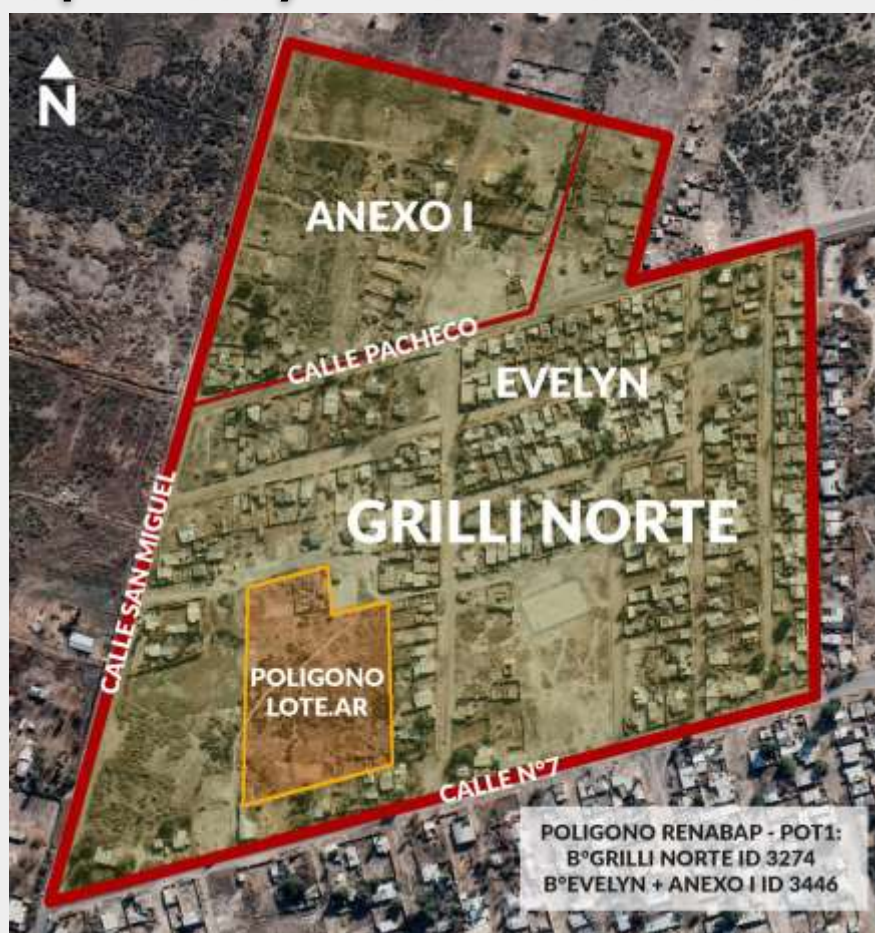 N
ANEXO I
CALLE PACHECO
EVELYN
GRILLI NORTE
CALLE SAN MIGUEL
POLIGONO
LOTE.AR
CALLE N°7
POLIGONO RENABAP - POT1:
B°GRILLI NORTE ID 3274
B°EVELYN + ANEXO I ID 3446